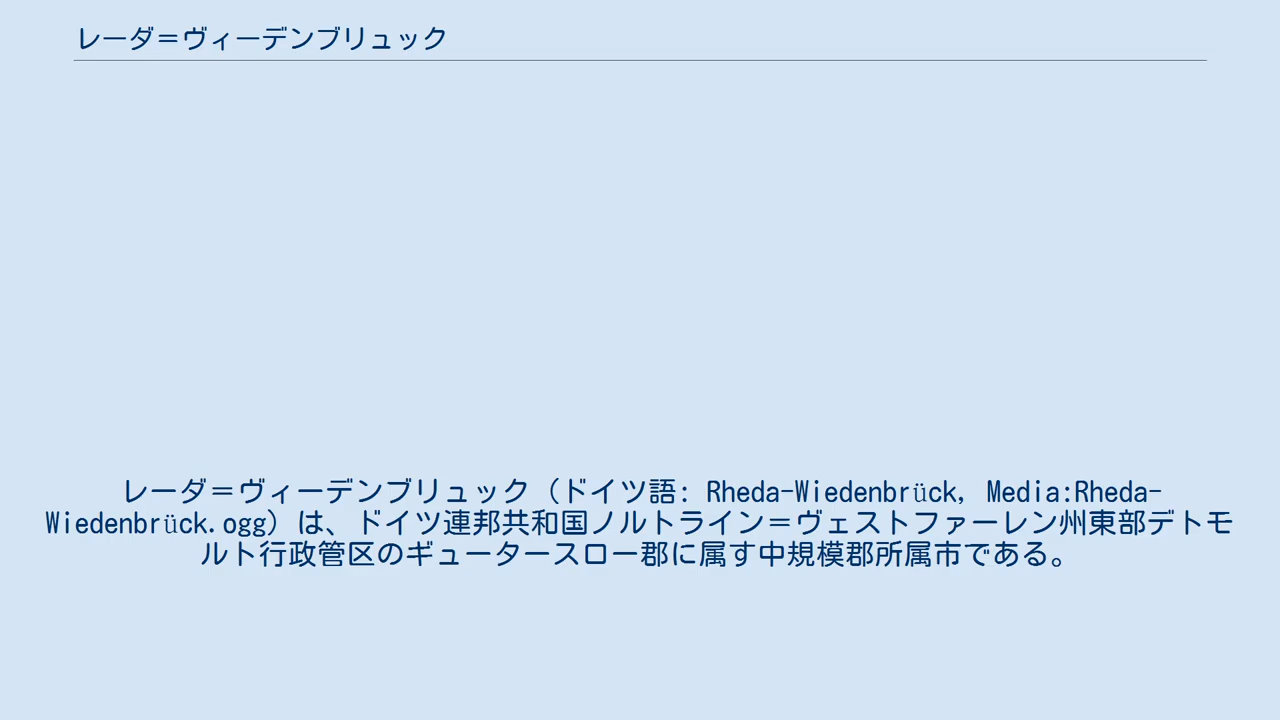 レーダ＝ヴィーデンブリュック
レーダ＝ヴィーデンブリュック（ドイツ語: Rheda-Wiedenbrück, Media:Rheda-
Wiedenbrück.ogg）は、ドイツ連邦共和国ノルトライン＝ヴェストファーレン州東部デトモ
ルト行政管区のギュータースロー郡に属す中規模郡所属市である。